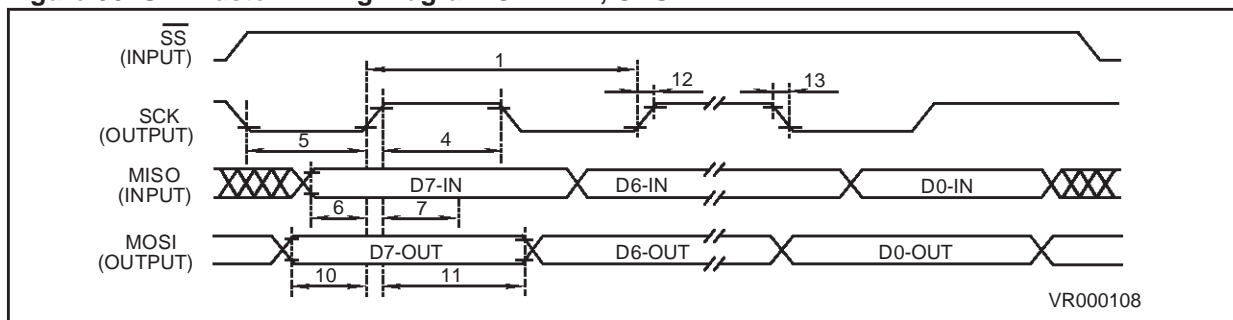 SS
(INPUT)
1
12
13
SCK
(OUTPUT)
5
4
MISO
(INPUT)
D7-IN
D6-IN
D0-IN
6
7
MOSI
(OUTPUT)
D7-OUT
D6-OUT
D0-OUT
10
11
VR000108